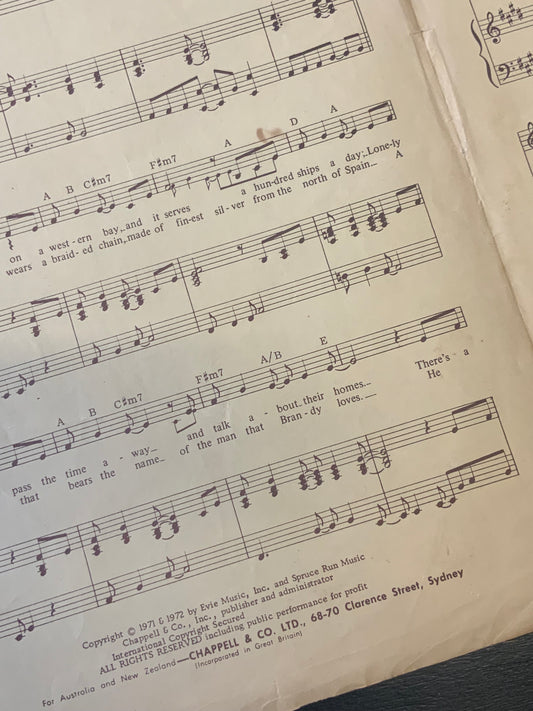 A B C♯m7 F♯m7 A D A
on a west-ern bay, and it serves a hun-dred ships a day; Lone-ly
wears a braid-ed chain, made of fin-est sil-ver from the north of Spain A
A B C♯m7 F♯m7 A/B E
pass the time a-way and talk a-bout their homes There's a
that bears the name of the man that Bran-dy loves. He
Copyright © 1971 & 1972 by Evie Music, Inc. and Spruce Run Music
Chappell & Co., Inc., publisher and administrator
International Copyright Secured
ALL RIGHTS RESERVED including public performance for profit
For Australia and New Zealand—CHAPPELL & CO. LTD., 68-70 Clarence Street, Sydney
(Incorporated in Great Britain)